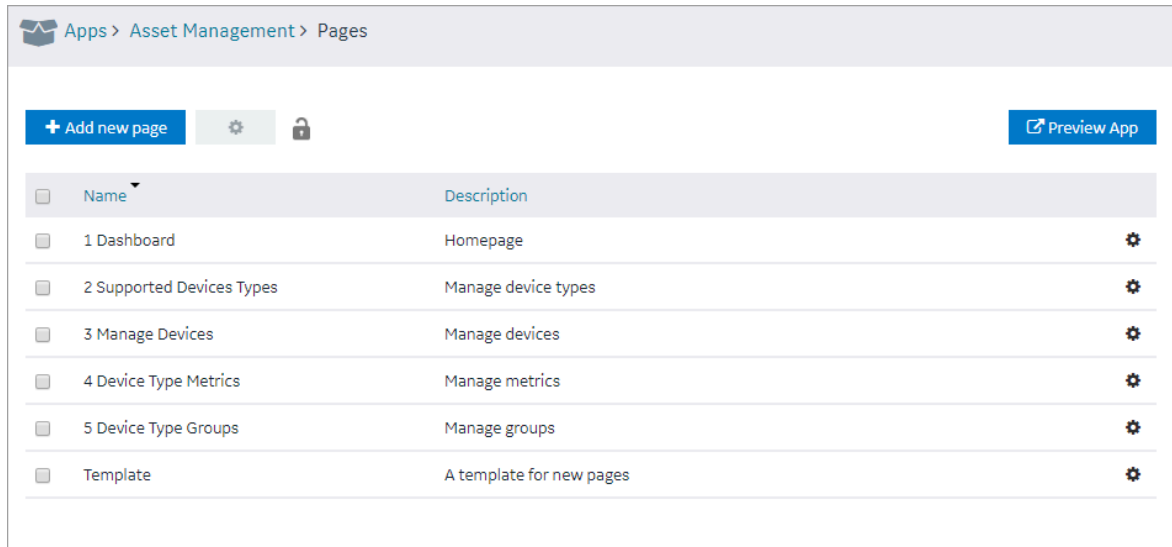 Apps > Asset Management > Pages
+ Add new page
Preview App
Name Description
1 Dashboard Homepage
2 Supported Devices Types Manage device types
3 Manage Devices Manage devices
4 Device Type Metrics Manage metrics
5 Device Type Groups Manage groups
Template A template for new pages